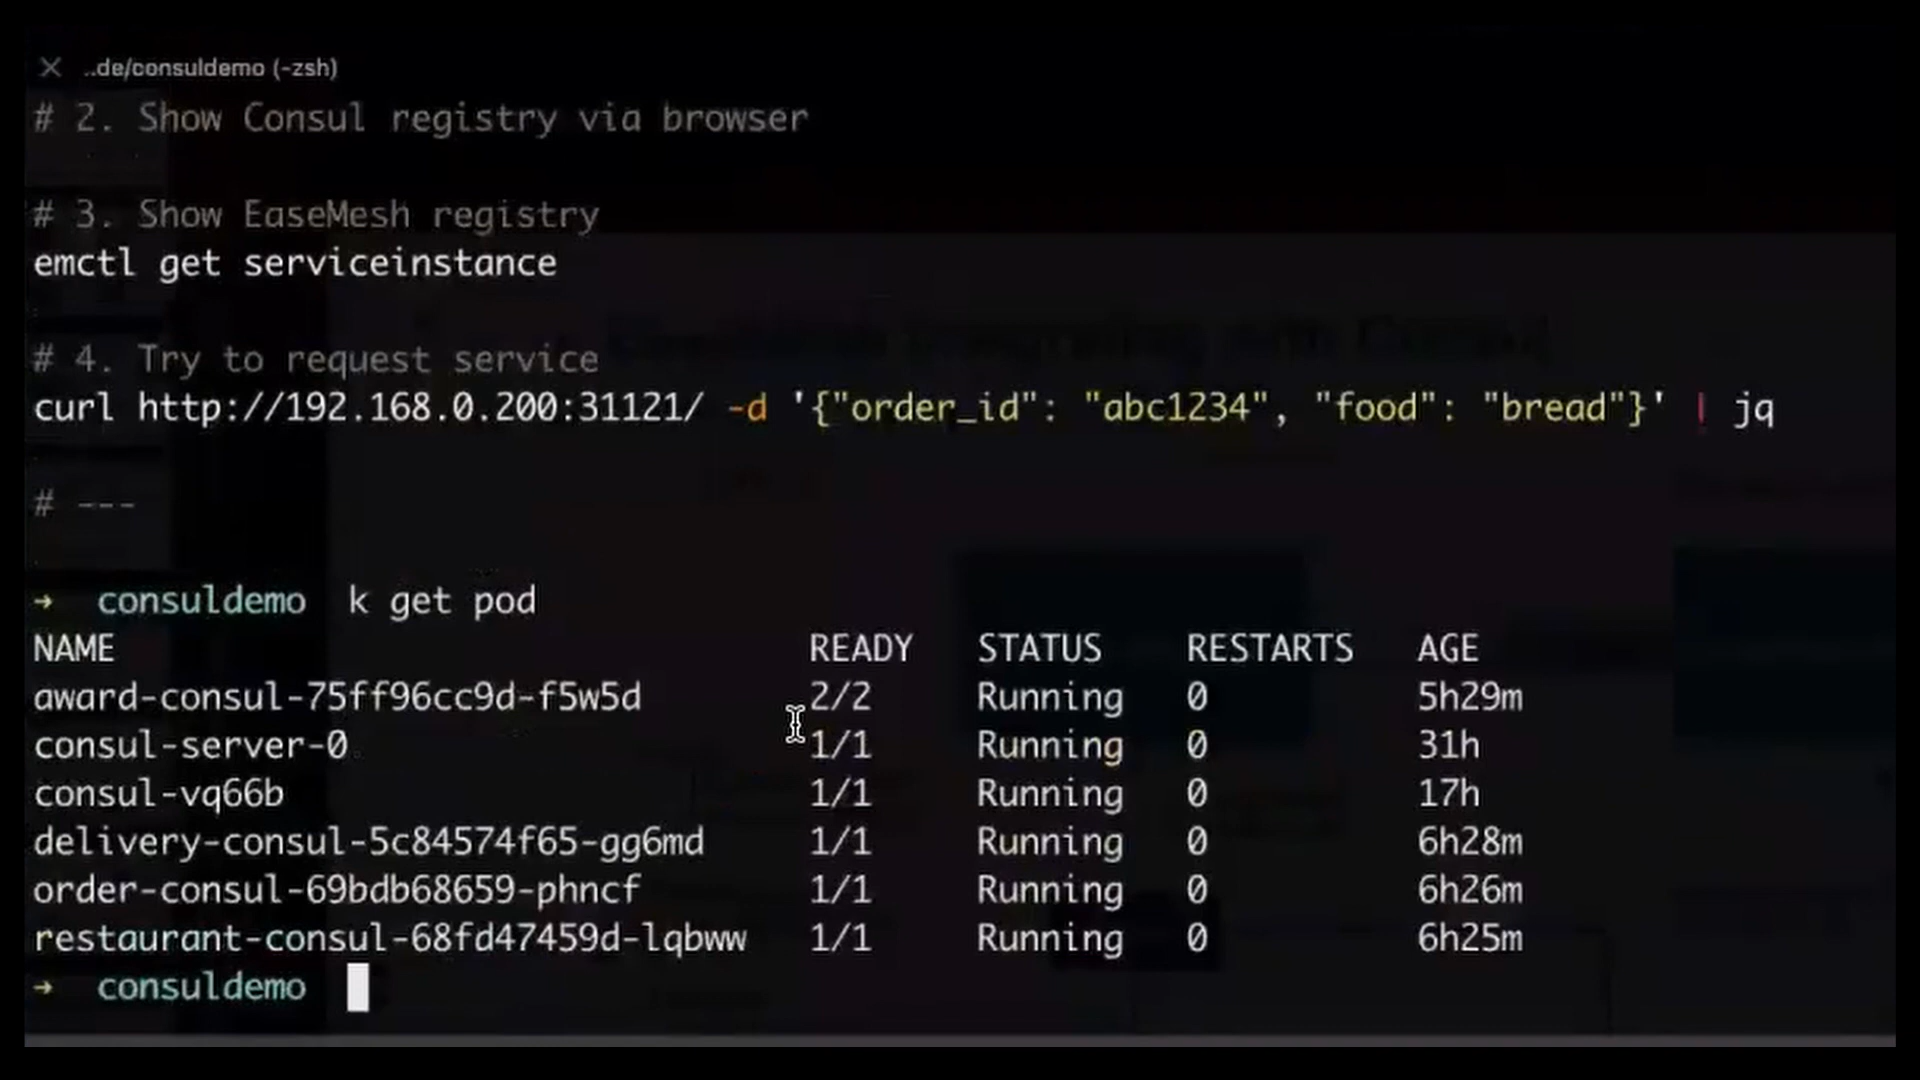 ..de/consuldemo (-zsh)
# 2. Show Consul registry via browser
# 3. Show EaseMesh registry
emctl get serviceinstance
# 4. Try to request service
curl http://192.168.0.200:31121/ -d '{"order_id": "abc1234", "food": "bread"}' | jq
# ---
→ consuldemo k get pod
NAME READY STATUS RESTARTS AGE
award-consul-75ff96cc9d-f5w5d 2/2 Running 0 5h29m
consul-server-0 1/1 Running 0 31h
consul-vq66b 1/1 Running 0 17h
delivery-consul-5c84574f65-gg6md 1/1 Running 0 6h28m
order-consul-69bdb68659-phncf 1/1 Running 0 6h26m
restaurant-consul-68fd47459d-lqbww 1/1 Running 0 6h25m
→ consuldemo